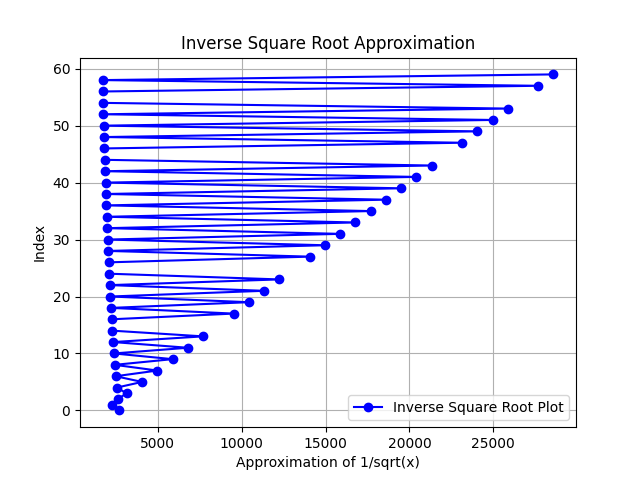 Inverse Square Root Approximation
60
50
40
30
20
10
0
Index
5000 10000 15000 20000 25000
Approximation of 1/sqrt(x)
Inverse Square Root Plot